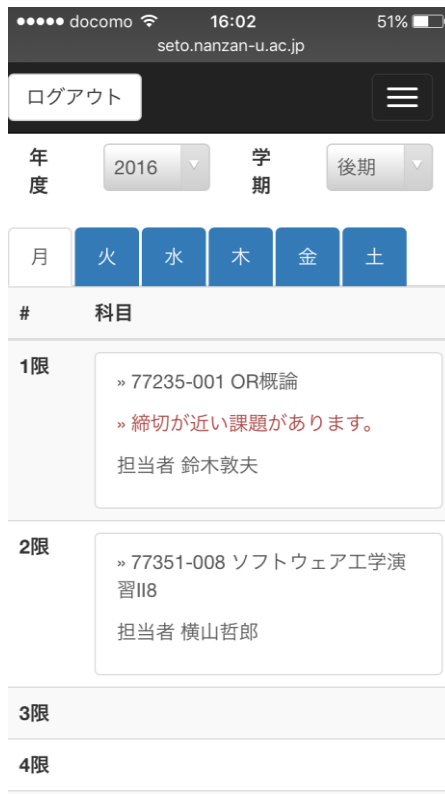 docomo 16:02 51%
seto.nanzan-u.ac.jp
ログアウト
年度 2016 学期 後期
月 火 水 木 金 土
# 科目
1限
» 77235-001 OR概論
» 締切が近い課題があります。
担当者 鈴木敦夫
2限
» 77351-008 ソフトウェア工学演
習II8
担当者 横山哲郎
3限
4限